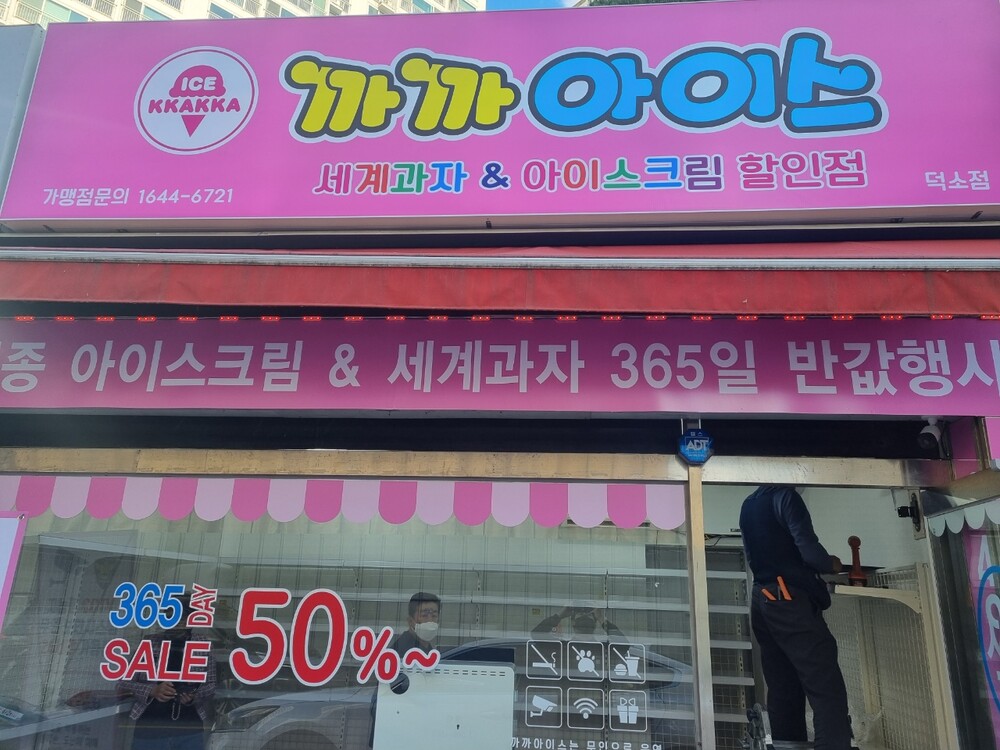 ICE
KKAKKA
까까아이스
세계과자 & 아이스크림 할인점
가맹점문의 1644-6721
덕소점
종 아이스크림 & 세계과자 365일 반값행사
ADT
365 DAY
SALE 50%~
까까아이스는 무인으로 운영